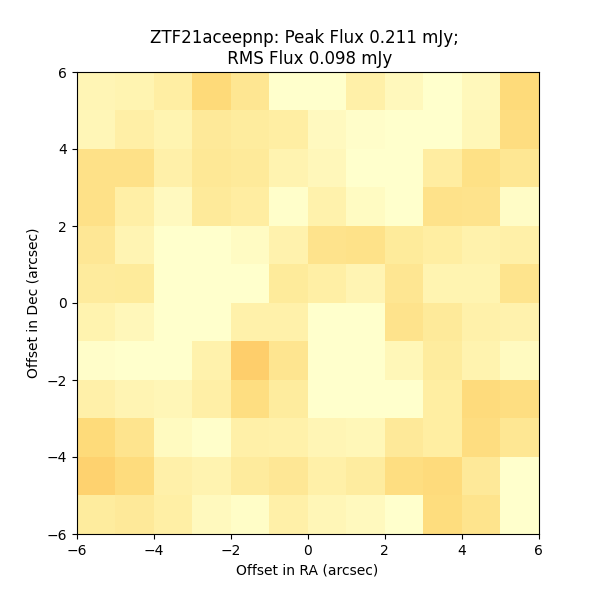 ZTF21aceepnp: Peak Flux 0.211 mJy;
RMS Flux 0.098 mJy
6
4
2
0
−2
−4
−6
Offset in Dec (arcsec)
−6 −4 −2 0 2 4 6
Offset in RA (arcsec)